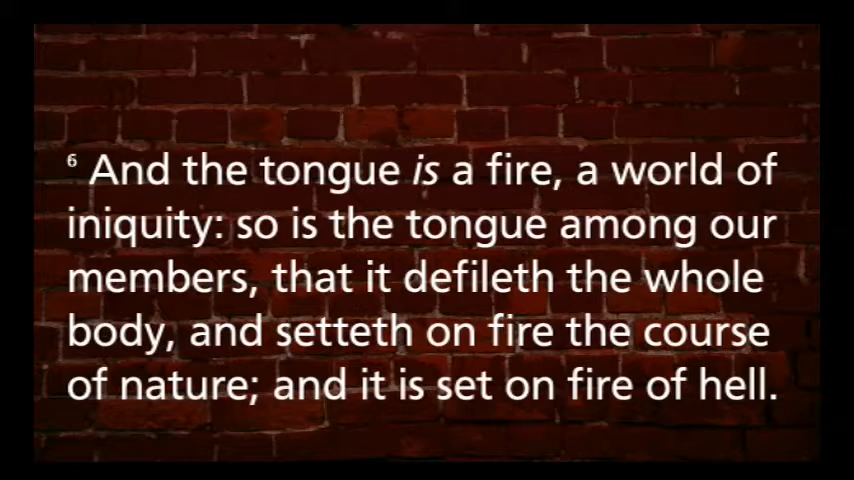 6 And the tongue is a fire, a world of
iniquity: so is the tongue among our
members, that it defileth the whole
body, and setteth on fire the course
of nature; and it is set on fire of hell.